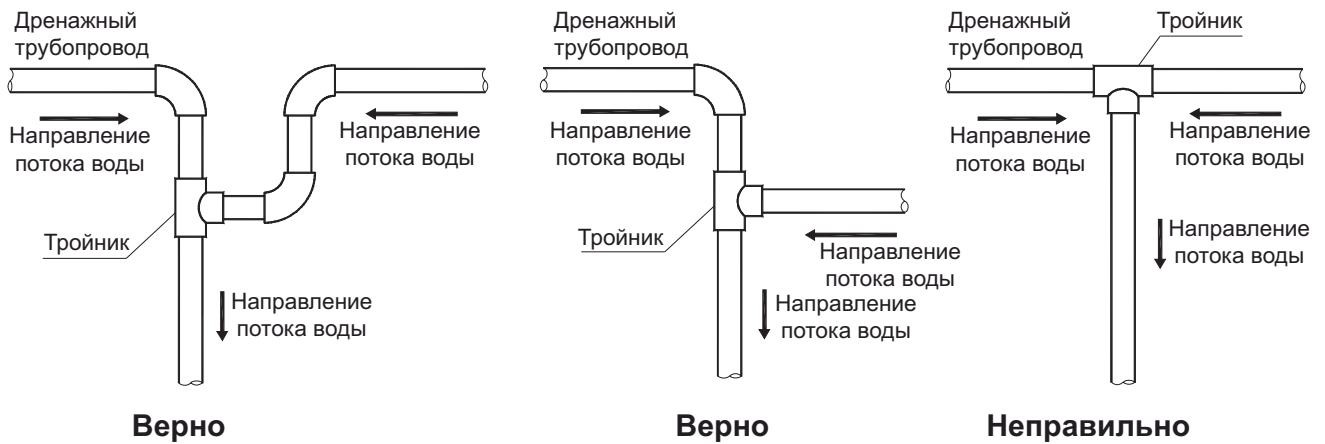 Дренажный
трубопровод
Направление
потока воды
Направление
потока воды
Тройник
Направление
потока воды
Верно
Дренажный
трубопровод
Направление
потока воды
Тройник
Направление
потока воды
Направление
потока воды
Верно
Дренажный
трубопровод
Тройник
Направление
потока воды
Направление
потока воды
Направление
потока воды
Неправильно